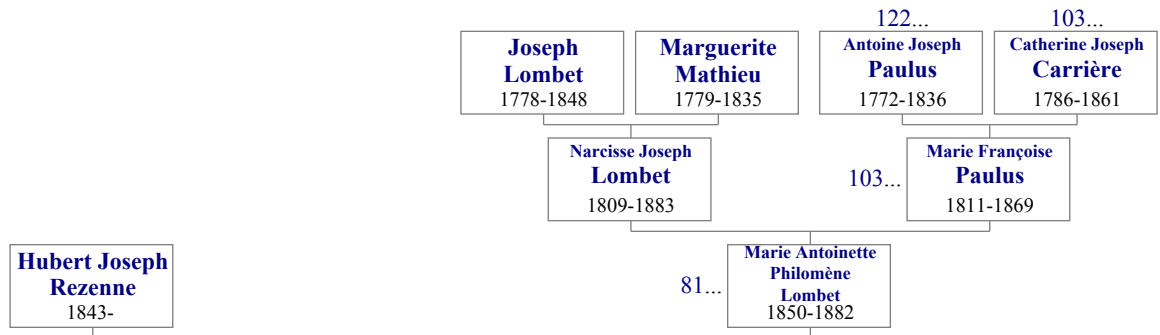 122...
103...
Joseph
Lombet
1778-1848
Marguerite
Mathieu
1779-1835
Antoine Joseph
Paulus
1772-1836
Catherine Joseph
Carrière
1786-1861
Narcisse Joseph
Lombet
1809-1883
103...
Marie Françoise
Paulus
1811-1869
Hubert Joseph
Rezenne
1843-
81...
Marie Antoinette
Philomène
Lombet
1850-1882